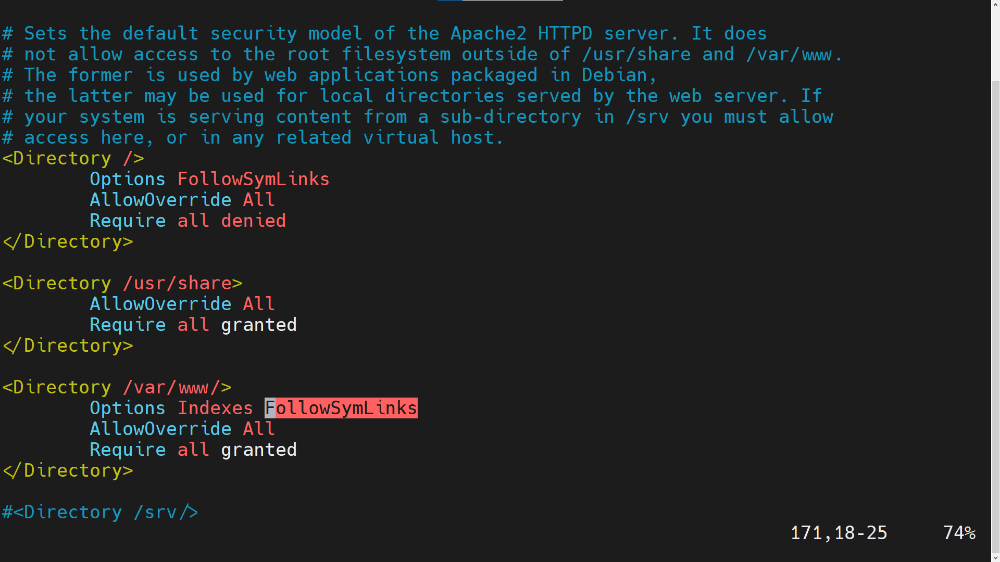 # Sets the default security model of the Apache2 HTTPD server. It does
# not allow access to the root filesystem outside of /usr/share and /var/www.
# The former is used by web applications packaged in Debian,
# the latter may be used for local directories served by the web server. If
# your system is serving content from a sub-directory in /srv you must allow
# access here, or in any related virtual host.
<Directory />
        Options FollowSymLinks
        AllowOverride All
        Require all denied
</Directory>

<Directory /usr/share>
        AllowOverride All
        Require all granted
</Directory>

<Directory /var/www/>
        Options Indexes FollowSymLinks
        AllowOverride All
        Require all granted
</Directory>

#<Directory /srv/>
171,18-25 74%